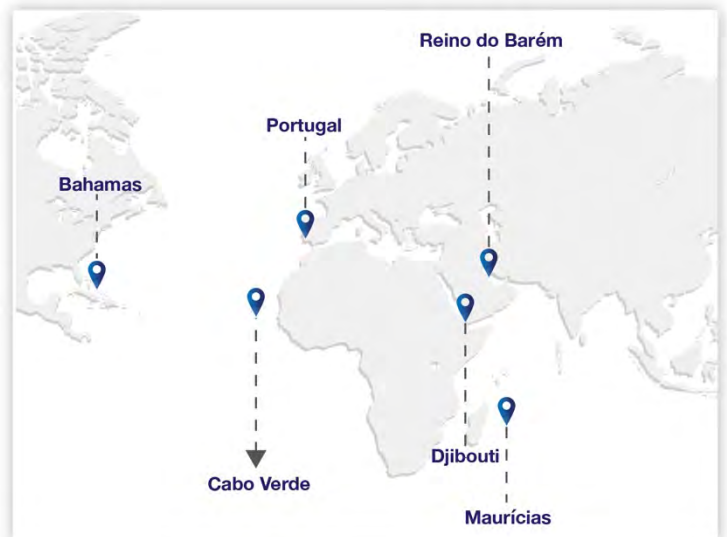 Reino do Barém
Portugal
Bahamas
Djibouti
Cabo Verde
Maurícias